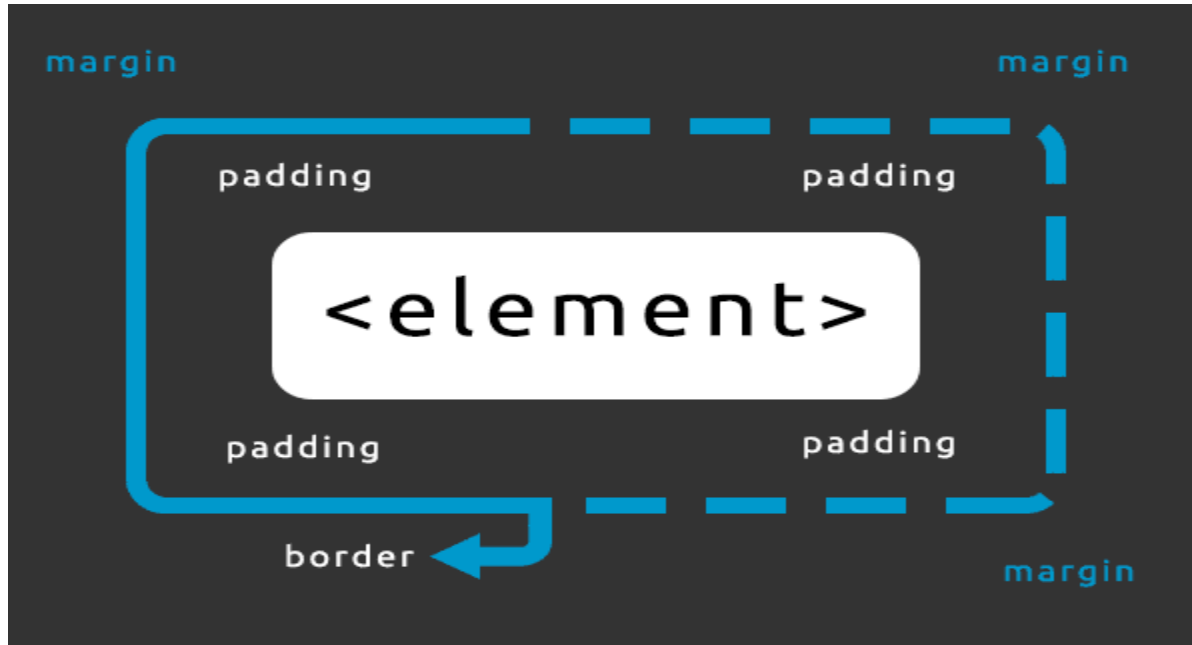 margin margin
padding padding
<element>
padding padding
border
margin